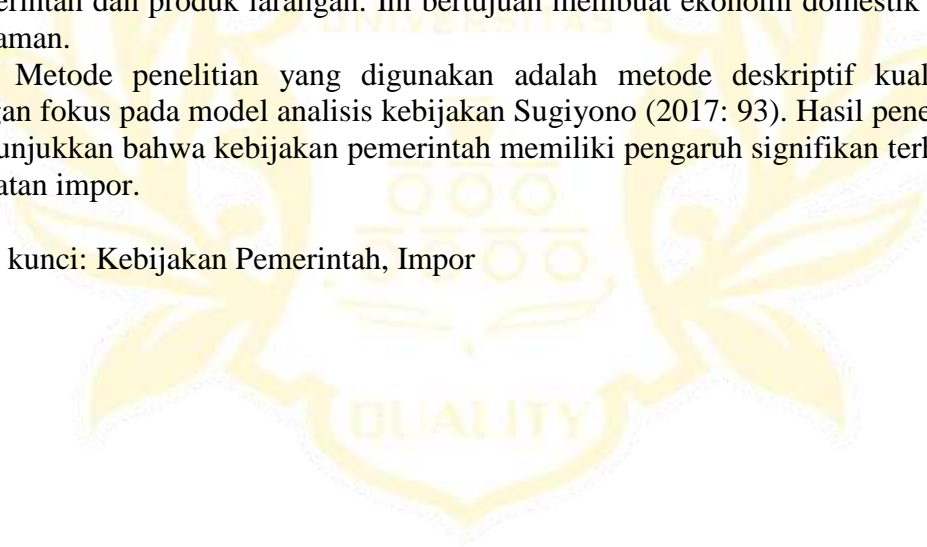 erintah dan produk larangan. Ini bertujuan membuat ekonomi domestik
UNIVERSITAS
aman.
Metode penelitian yang digunakan adalah metode deskriptif kual
gan fokus pada model analisis kebijakan Sugiyono (2017: 93). Hasil pene
unjukkan bahwa kebijakan pemerintah memiliki pengaruh signifikan terh
atan impor.
kunci: Kebijakan Pemerintah, Impor
QUALITY